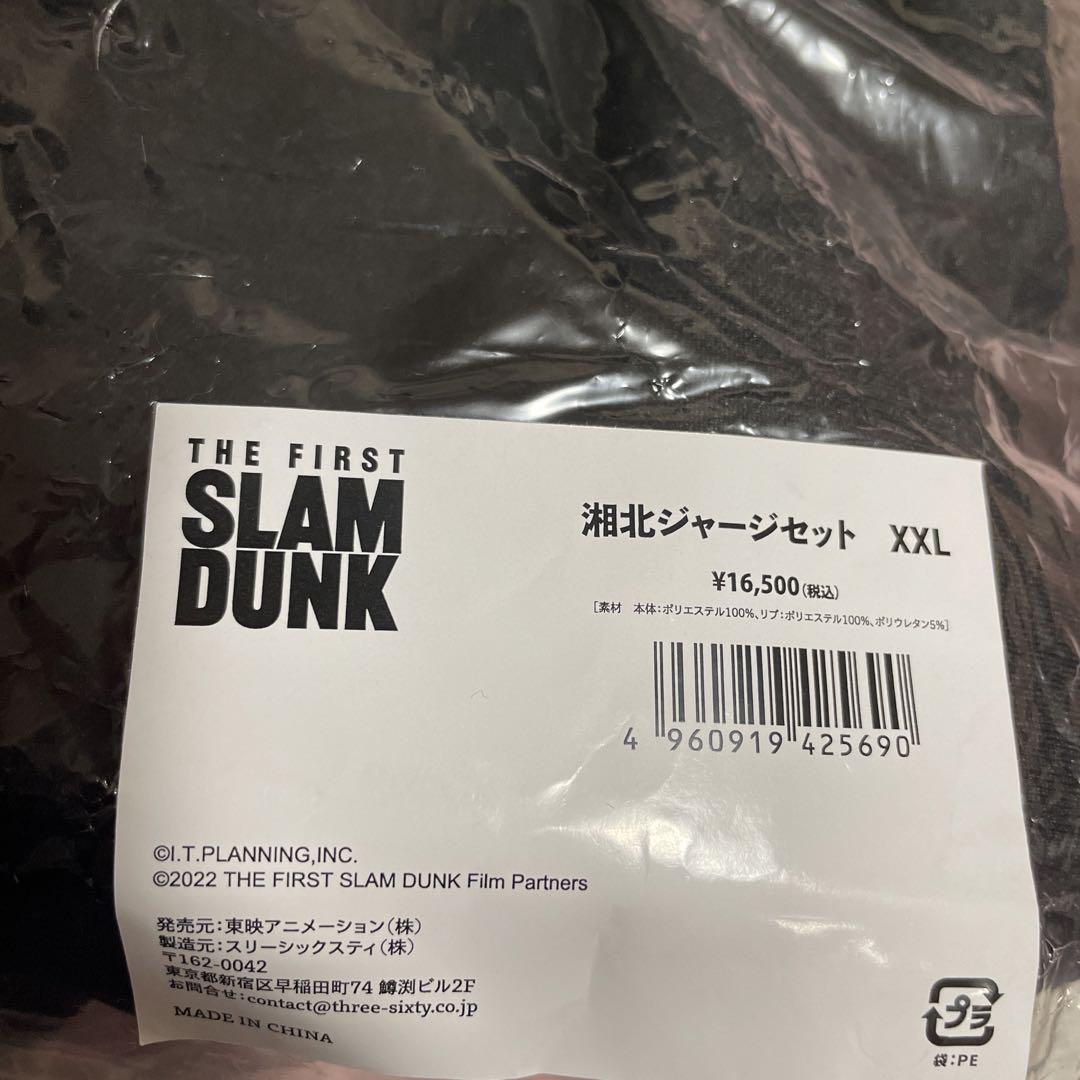 THE FIRST
SLAM
DUNK
湘北ジャージセット XXL
¥16,500(税込)
[素材 本体:ポリエステル100%、リブ:ポリエステル100%、ポリウレタン5%]
4 960919 425690
©I.T.PLANNING,INC.
©2022 THE FIRST SLAM DUNK Film Partners
発売元:東映アニメーション(株)
製造元:スリーシックスティ(株)
〒162-0042
東京都新宿区早稲田町74 鱒渕ビル2F
お問合せ:contact@three-sixty.co.jp
MADE IN CHINA
プラ
袋:PE